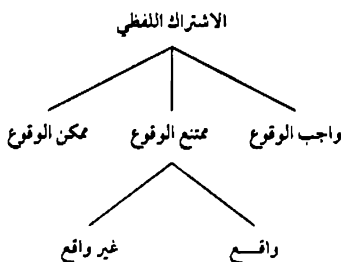 الاشتراك اللفظي
واجب الوقوع ممتنع الوقوع ممكن الوقوع
واقـــع غير واقع